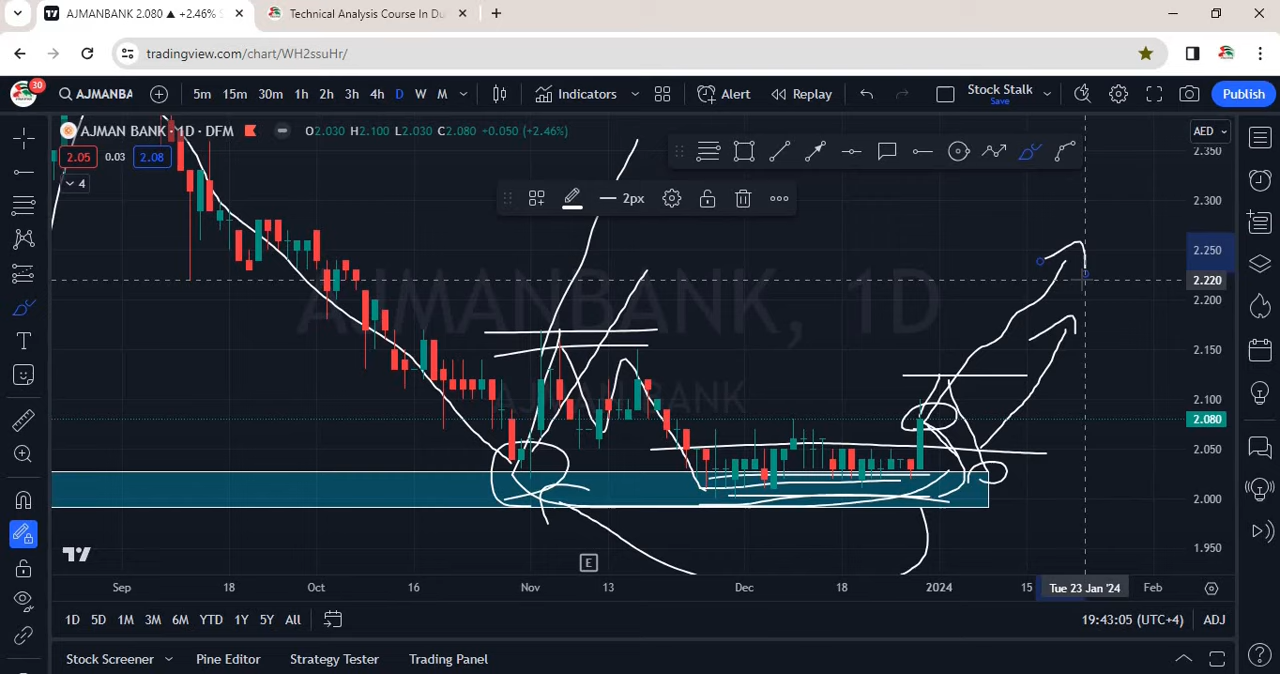 AJMANBANK 2.080 ▲ +2.46%
Technical Analysis Course In Du
tradingview.com/chart/WH2ssuHr/
30
AJMANBA 5m 15m 30m 1h 2h 3h 4h D W M Indicators Alert Replay Stock Stalk Save Publish
AJMAN BANK · 1D · DFM O2.030 H2.100 L2.030 C2.080 +0.050 (+2.46%) AED
2.05 0.03 2.08
4
2px
2.350
2.300
2.250
2.220
2.200
2.150
2.100
2.080
2.050
2.000
1.950
AJMANBANK, 1D
AJMAN BANK
E
Sep 18 Oct 16 Nov 13 Dec 18 2024 15 Tue 23 Jan '24 Feb
1D 5D 1M 3M 6M YTD 1Y 5Y All 19:43:05 (UTC+4) ADJ
Stock Screener Pine Editor Strategy Tester Trading Panel